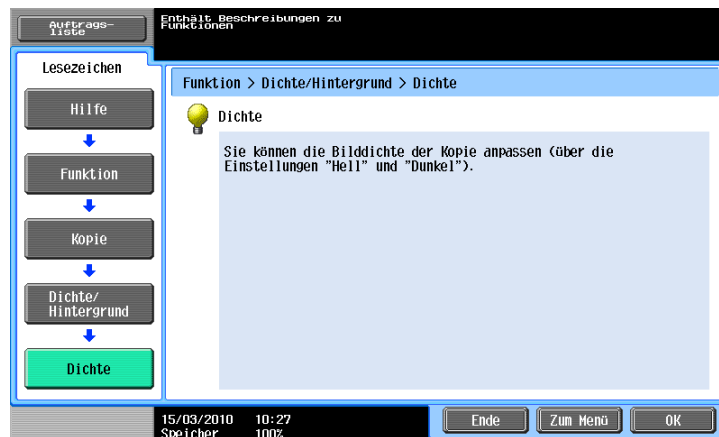 Auftrags-
liste
Enthält Beschreibungen zu
Funktionen
Lesezeichen
Hilfe
Funktion
Kopie
Dichte/
Hintergrund
Dichte
Funktion > Dichte/Hintergrund > Dichte
Dichte
Sie können die Bilddichte der Kopie anpassen (über die
Einstellungen "Hell" und "Dunkel").
15/03/2010 10:27
Speicher 100%
Ende
Zum Menü
OK